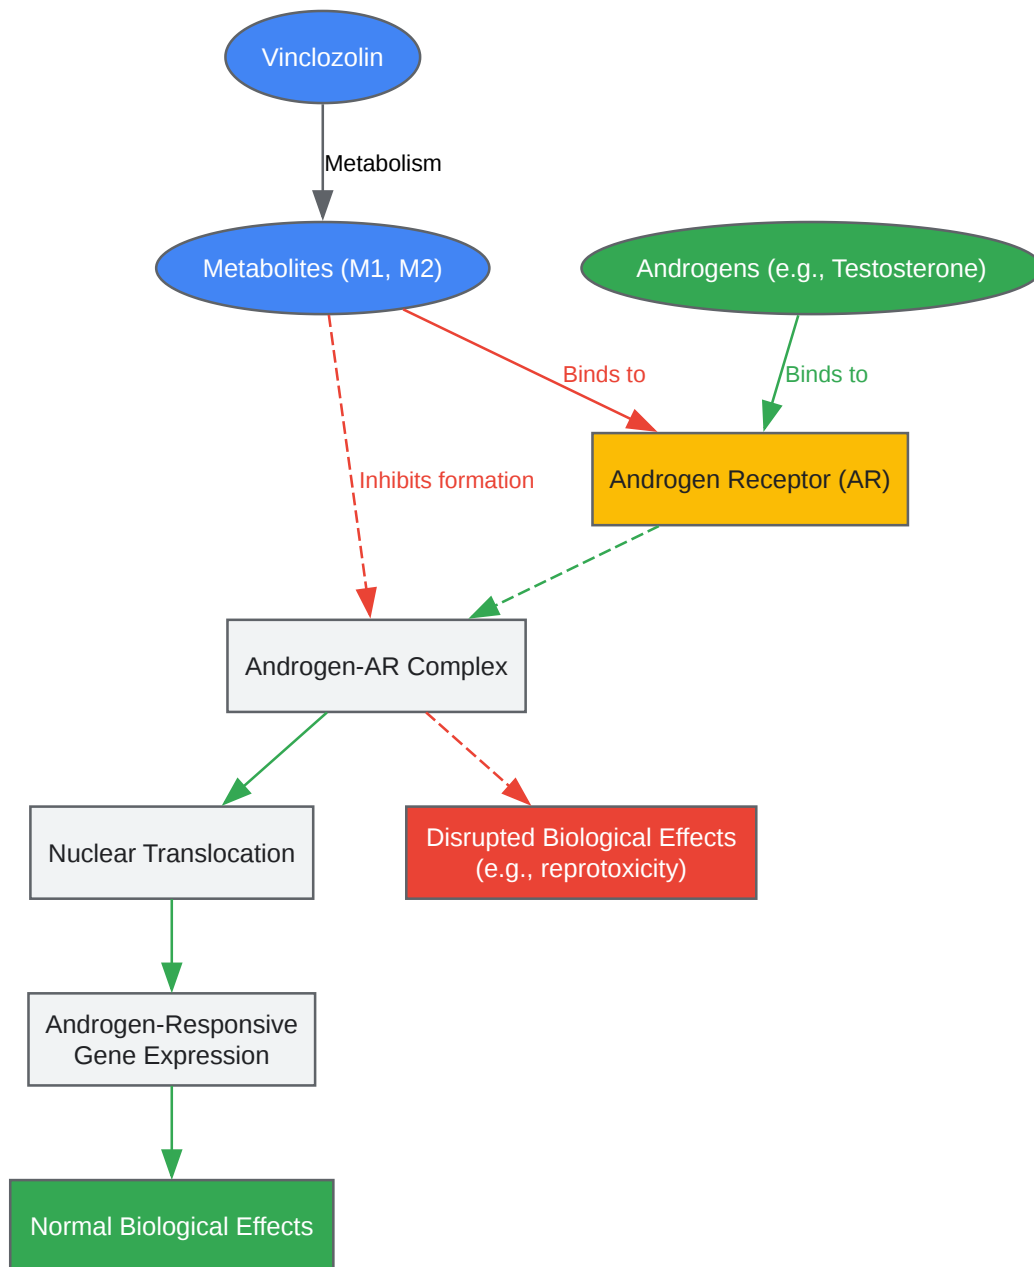 Vinclozolin
Metabolism
Metabolites (M1, M2)
Androgens (e.g., Testosterone)
Binds to
Binds to
Androgen Receptor (AR)
Inhibits formation
Androgen-AR Complex
Nuclear Translocation
Disrupted Biological Effects
(e.g., reprotoxicity)
Androgen-Responsive
Gene Expression
Normal Biological Effects